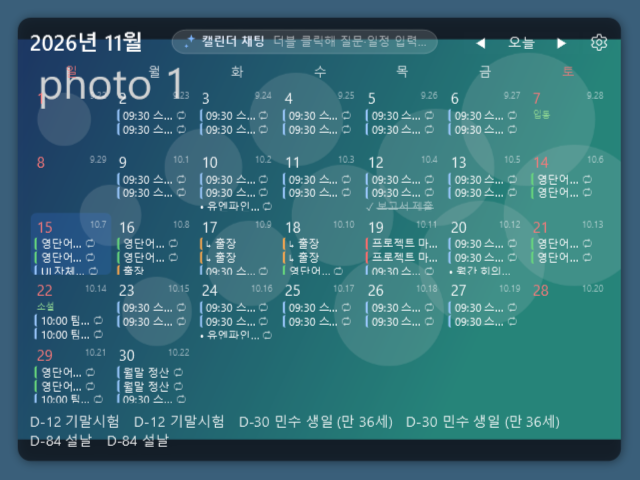 2026년 11월 캘린더 채팅 더블 클릭해 질문·일정 입력... 오늘
photo 1
일 월 화 수 목 금 토
1 9.22 2 9.23 3 9.24 4 9.25 5 9.26 6 9.27 7 9.28
09:30 스... 09:30 스... 09:30 스... 09:30 스... 09:30 스... 입동
09:30 스... 09:30 스... 09:30 스... 09:30 스... 09:30 스...
8 9.29 9 10.1 10 10.2 11 10.3 12 10.4 13 10.5 14 10.6
09:30 스... 09:30 스... 09:30 스... 09:30 스... 09:30 스... 영단어...
09:30 스... 09:30 스... 09:30 스... 09:30 스... 09:30 스... 영단어...
• 유엔파인... ✓ 보고서 제출
15 10.7 16 10.8 17 10.9 18 10.10 19 10.11 20 10.12 21 10.13
영단어... 영단어... ↳ 출장 ↳ 출장 프로젝트 마... 09:30 스... 영단어...
영단어... 영단어... ↳ 출장 ↳ 출장 프로젝트 마... 09:30 스... 영단어...
UI 자체... 출장 09:30 스... 영단어... 09:30 스... • 월간 회의...
22 10.14 23 10.15 24 10.16 25 10.17 26 10.18 27 10.19 28 10.20
소설 09:30 스... 09:30 스... 09:30 스... 09:30 스... 09:30 스...
10:00 팀... 09:30 스... 09:30 스... 09:30 스... 09:30 스... 09:30 스...
10:00 팀... • 유엔파인...
29 10.21 30 10.22
영단어... 월말 정산
영단어... 월말 정산
10:00 팀... 09:30 스...
D-12 기말시험 D-12 기말시험 D-30 민수 생일 (만 36세) D-30 민수 생일 (만 36세)
D-84 설날 D-84 설날